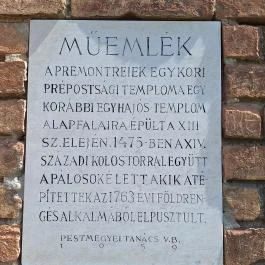 MŰEMLÉK
A PREMONTREIEK EGYKORI
PRÉPOSTSÁGI TEMPLOMA EGY
KORÁBBI EGYHAJÓS TEMPLOM
ALAPFALAIRA ÉPÜLT A XIII
SZ. ELEJÉN. 1475-BEN A XIV.
SZÁZADI KOLOSTORRAL EGYÜTT
A PÁLOSOKÉ LETT AKIK ÁTÉ
PÍTETTÉK AZ 1763 ÉVI FÖLDREN-
GÉS ALKALMÁBÓL ELPUSZTULT.
PESTMEGYEI TANÁCS V.B.
1959